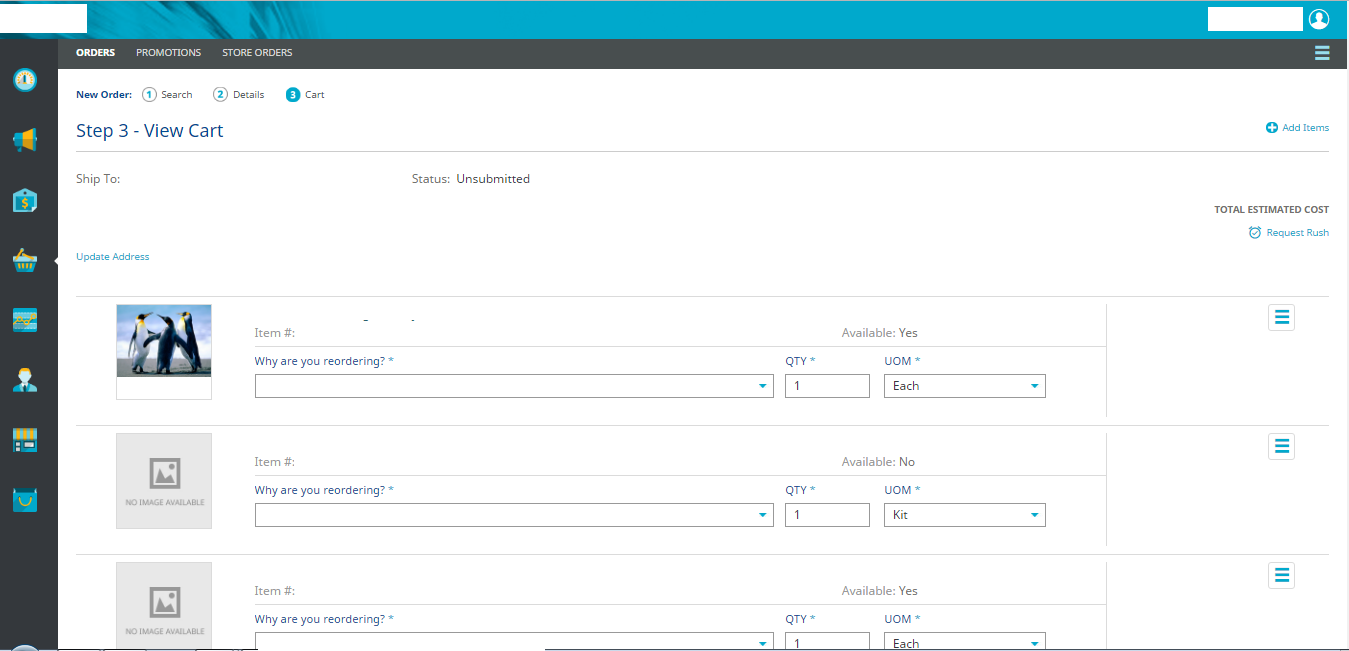 ORDERS PROMOTIONS STORE ORDERS
New Order: 1 Search 2 Details 3 Cart
Step 3 - View Cart
Add Items
Ship To: Status: Unsubmitted
TOTAL ESTIMATED COST
Request Rush
Update Address
Item #: Available: Yes
Why are you reordering? * QTY * UOM *
1 Each
Item #: Available: No
NO IMAGE AVAILABLE
Why are you reordering? * QTY * UOM *
1 Kit
Item #: Available: Yes
NO IMAGE AVAILABLE
Why are you reordering? * QTY * UOM *
1 Each